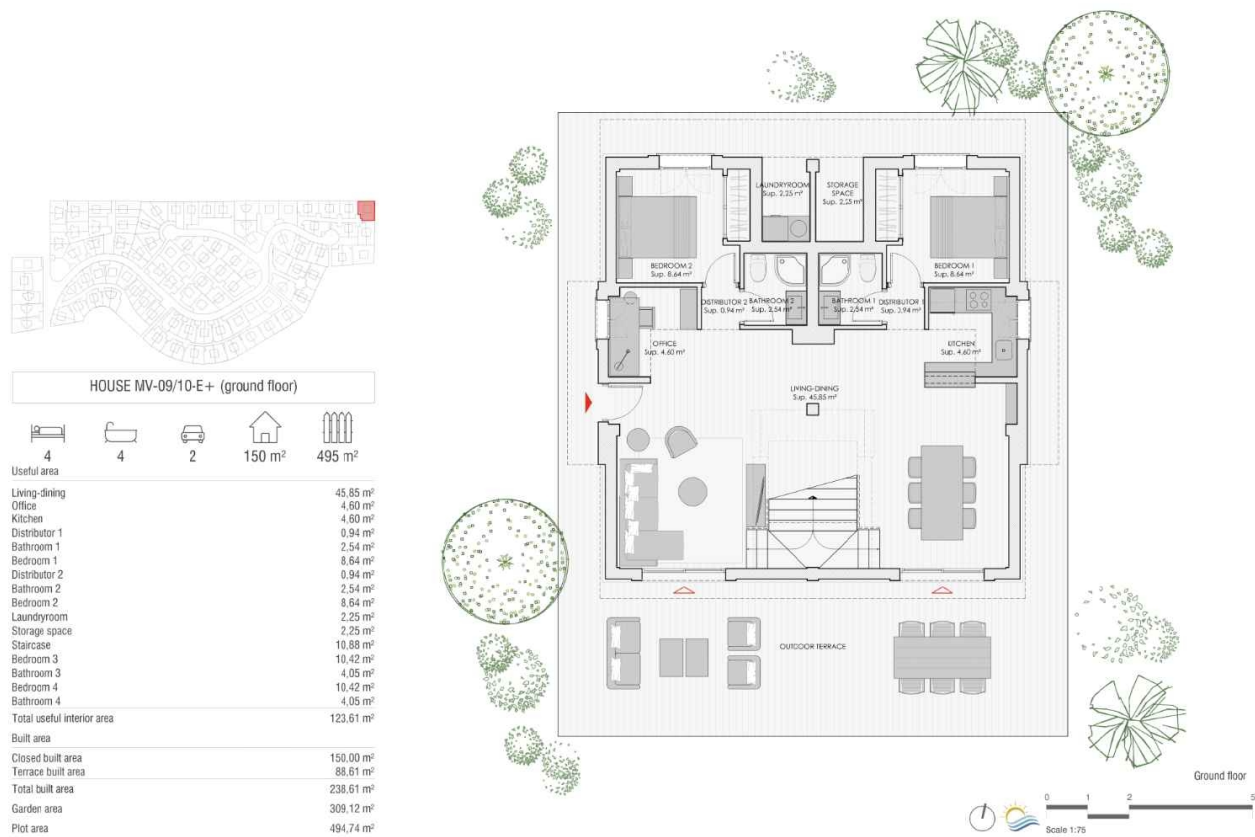 HOUSE MV-09/10-E+ (ground floor)
4 4 2 150 m² 495 m²
Useful area
Living-dining 45,85 m²
Office 4,60 m²
Kitchen 4,60 m²
Distributor 1 0,94 m²
Bathroom 1 2,54 m²
Bedroom 1 8,64 m²
Distributor 2 0,94 m²
Bathroom 2 2,54 m²
Bedroom 2 8,64 m²
Laundryroom 2,25 m²
Storage space 2,25 m²
Staircase 10,88 m²
Bedroom 3 10,42 m²
Bathroom 3 4,05 m²
Bedroom 4 10,42 m²
Bathroom 4 4,05 m²
Total useful interior area 123,61 m²
Built area
Closed built area 150,00 m²
Terrace built area 88,61 m²
Total built area 238,61 m²
Garden area 309,12 m²
Plot area 494,74 m²
LAUNDRYROOM
Sup. 2,25 m²
STORAGE
SPACE
Sup. 2,25 m²
BEDROOM 2
Sup. 8.64 m²
BEDROOM 1
Sup. 8.64 m²
DISTRIBUTOR 2
Sup. 0.94 m²
BATHROOM 2
Sup. 2,54 m²
BATHROOM 1
Sup. 2,54 m²
DISTRIBUTOR 1
Sup. 0.94 m²
OFFICE
Sup. 4,60 m²
KITCHEN
Sup. 4,60 m²
LIVING-DINING
Sup. 45.85 m²
OUTDOOR TERRACE
Ground floor
0 1 2 5
Scale 1:75